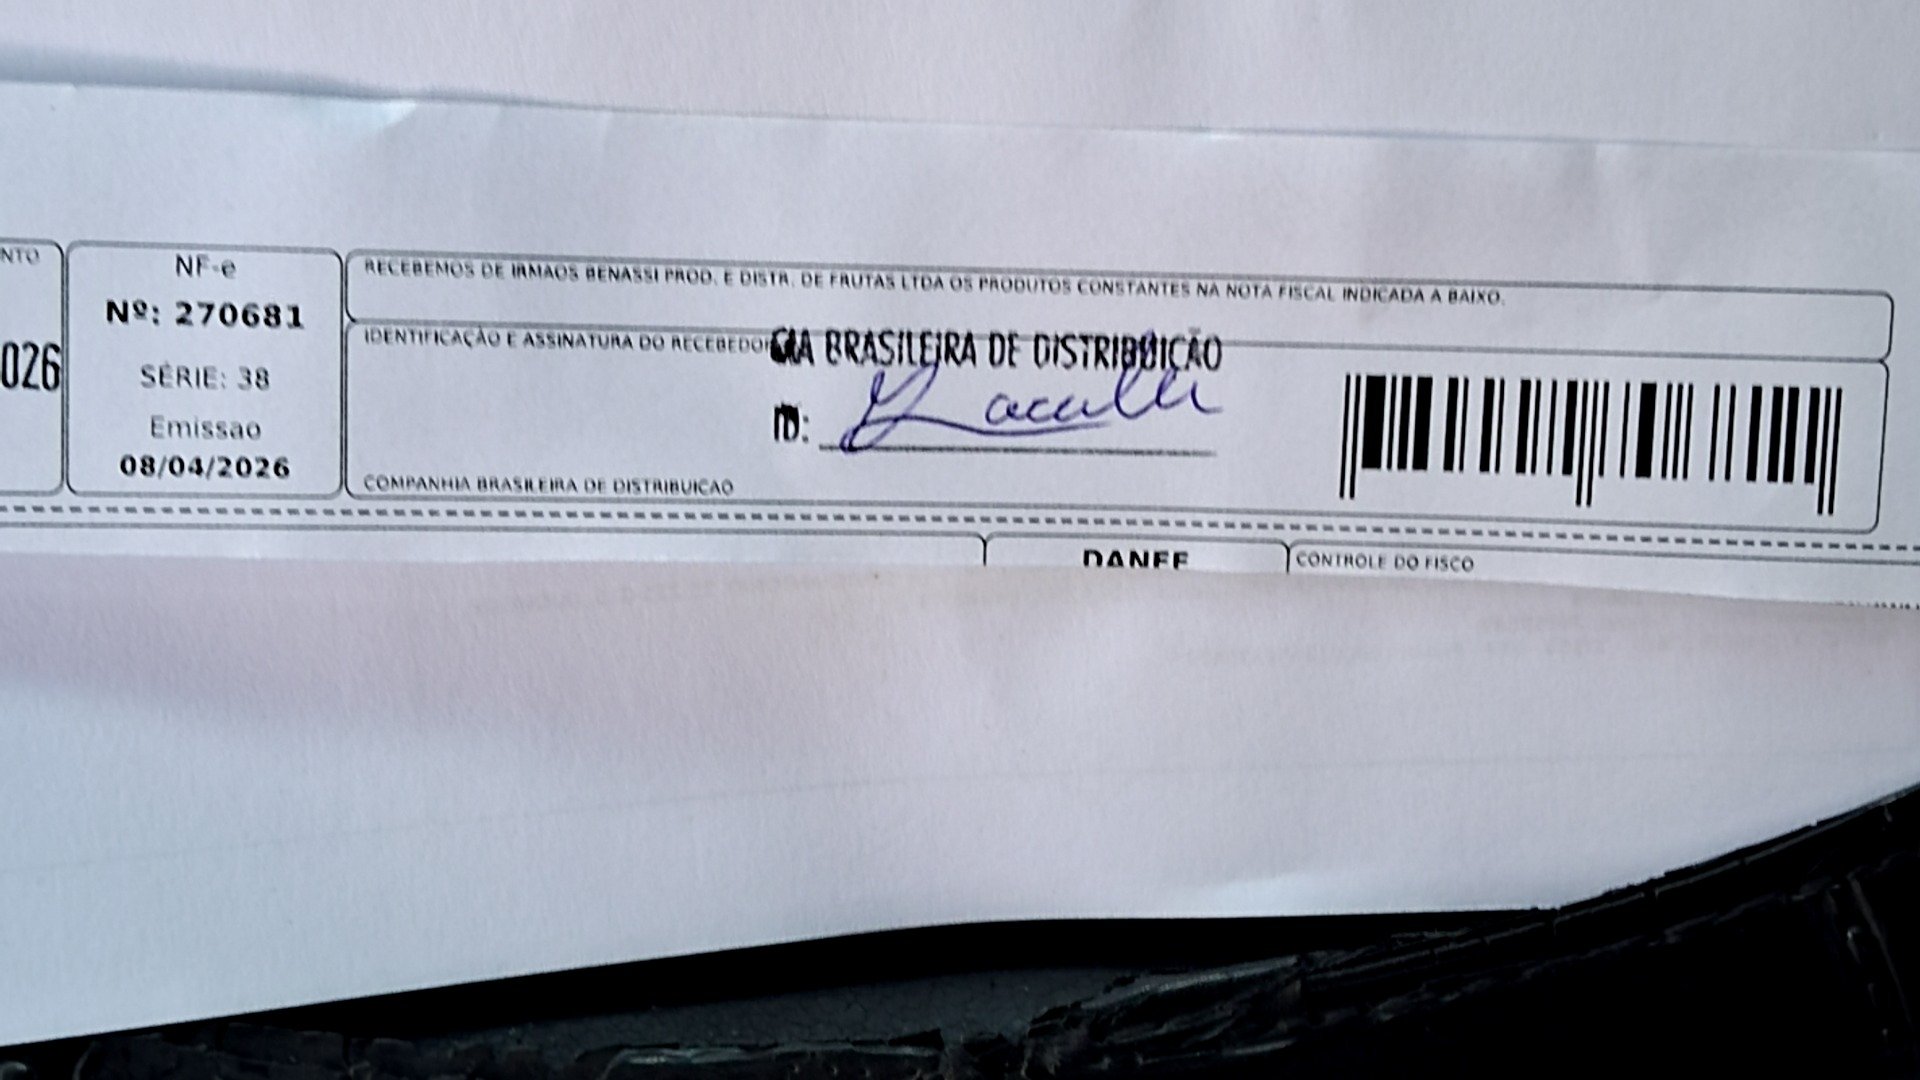 NTO
026
NF-e
Nº: 270681
SÉRIE: 38
Emissao
08/04/2026
RECEBEMOS DE IRMAOS BENASSI PROD. E DISTR. DE FRUTAS LTDA OS PRODUTOS CONSTANTES NA NOTA FISCAL INDICADA A BAIXO.
IDENTIFICAÇÃO E ASSINATURA DO RECEBEDOR
CIA BRASILEIRA DE DISTRIBUIÇÃO
ID:
COMPANHIA BRASILEIRA DE DISTRIBUICAO
DANFE
CONTROLE DO FISCO